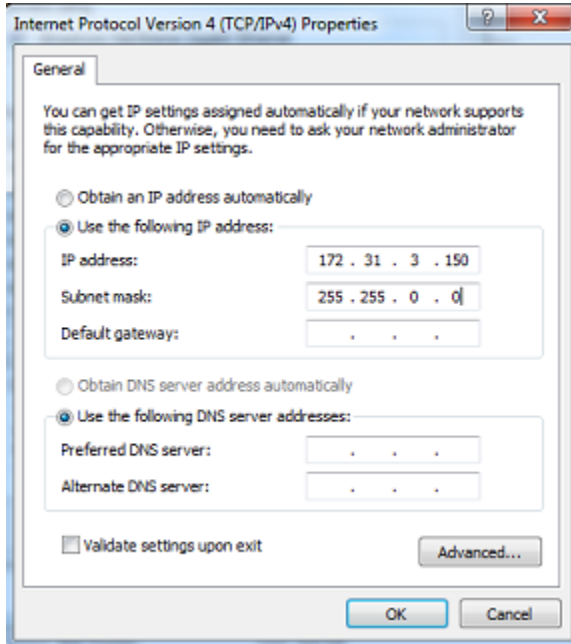 Internet Protocol Version 4 (TCP/IPv4) Properties
General
You can get IP settings assigned automatically if your network supports
this capability. Otherwise, you need to ask your network administrator
for the appropriate IP settings.
Obtain an IP address automatically
Use the following IP address:
IP address: 172 . 31 . 3 . 150
Subnet mask: 255 . 255 . 0 . 0
Default gateway: . . .
Obtain DNS server address automatically
Use the following DNS server addresses:
Preferred DNS server: . . .
Alternate DNS server: . . .
Validate settings upon exit
Advanced...
OK Cancel